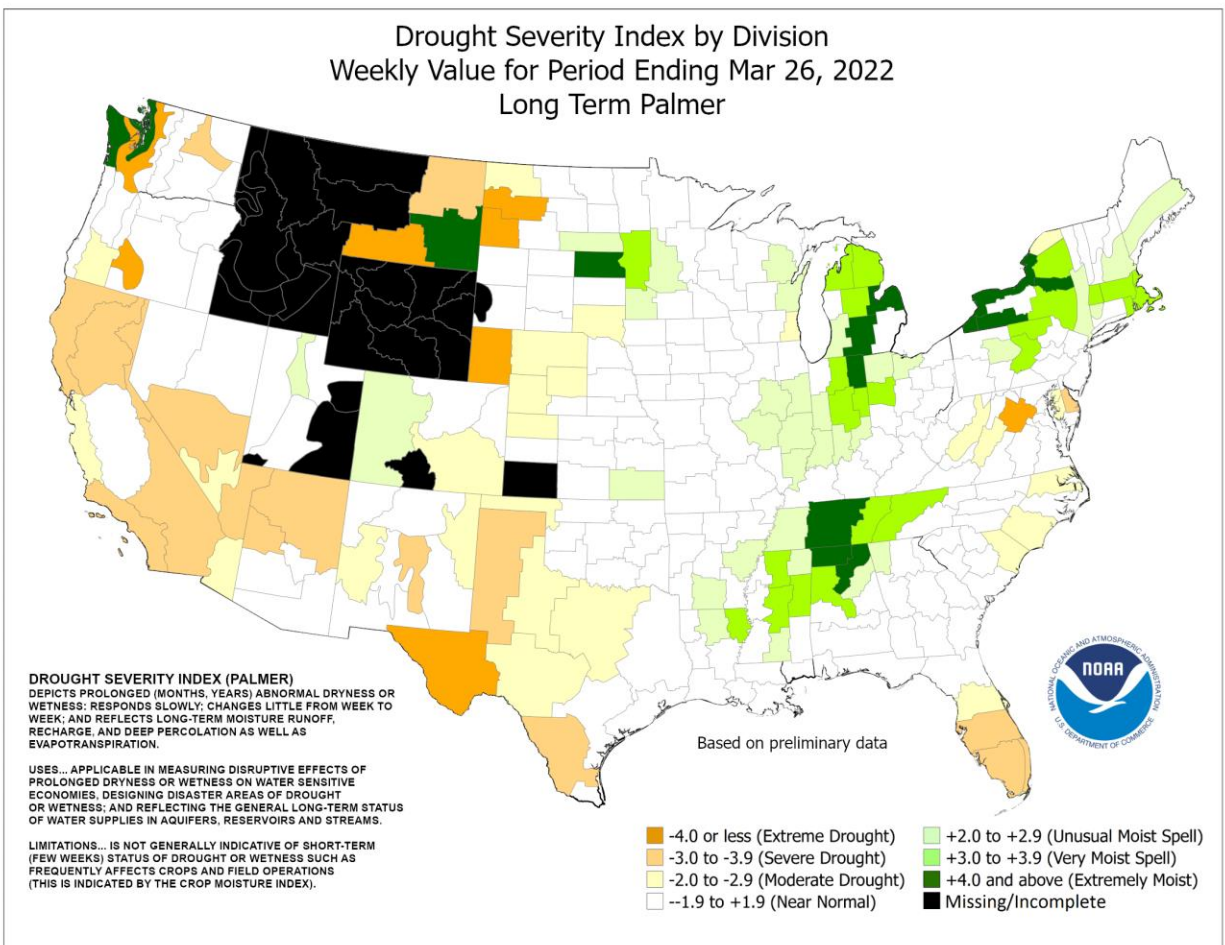 Drought Severity Index by Division
Weekly Value for Period Ending Mar 26, 2022
Long Term Palmer
DROUGHT SEVERITY INDEX (PALMER)
DEPICTS PROLONGED (MONTHS, YEARS) ABNORMAL DRYNESS OR
WETNESS: RESPONDS SLOWLY; CHANGES LITTLE FROM WEEK TO
WEEK; AND REFLECTS LONG-TERM MOISTURE RUNOFF,
RECHARGE, AND DEEP PERCOLATION AS WELL AS
EVAPOTRANSPIRATION.
USES... APPLICABLE IN MEASURING DISRUPTIVE EFFECTS OF
PROLONGED DRYNESS OR WETNESS ON WATER SENSITIVE
ECONOMIES, DESIGNING DISASTER AREAS OF DROUGHT
OR WETNESS; AND REFLECTING THE GENERAL LONG-TERM STATUS
OF WATER SUPPLIES IN AQUIFERS, RESERVOIRS AND STREAMS.
LIMITATIONS... IS NOT GENERALLY INDICATIVE OF SHORT-TERM
(FEW WEEKS) STATUS OF DROUGHT OR WETNESS SUCH AS
FREQUENTLY AFFECTS CROPS AND FIELD OPERATIONS
(THIS IS INDICATED BY THE CROP MOISTURE INDEX).
Based on preliminary data
NATIONAL OCEANIC AND ATMOSPHERIC ADMINISTRATION
NOAA
U.S. DEPARTMENT OF COMMERCE
-4.0 or less (Extreme Drought)
-3.0 to -3.9 (Severe Drought)
-2.0 to -2.9 (Moderate Drought)
--1.9 to +1.9 (Near Normal)
+2.0 to +2.9 (Unusual Moist Spell)
+3.0 to +3.9 (Very Moist Spell)
+4.0 and above (Extremely Moist)
Missing/Incomplete